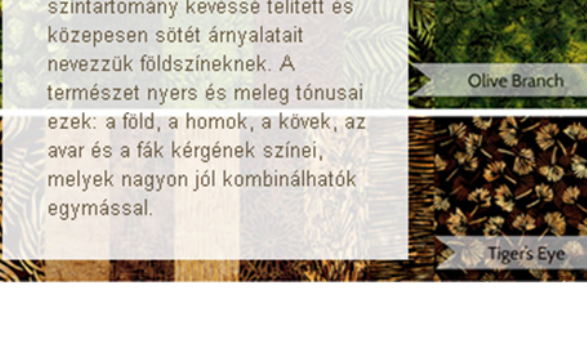 színtartomány kevéssé telített és
közepesen sötét árnyalatait
nevezzük földszíneknek. A
természet nyers és meleg tónusai
ezek: a föld, a homok, a kövek, az
avar és a fák kérgének színei,
melyek nagyon jól kombinálhatók
egymással.
Olive Branch
Tiger's Eye